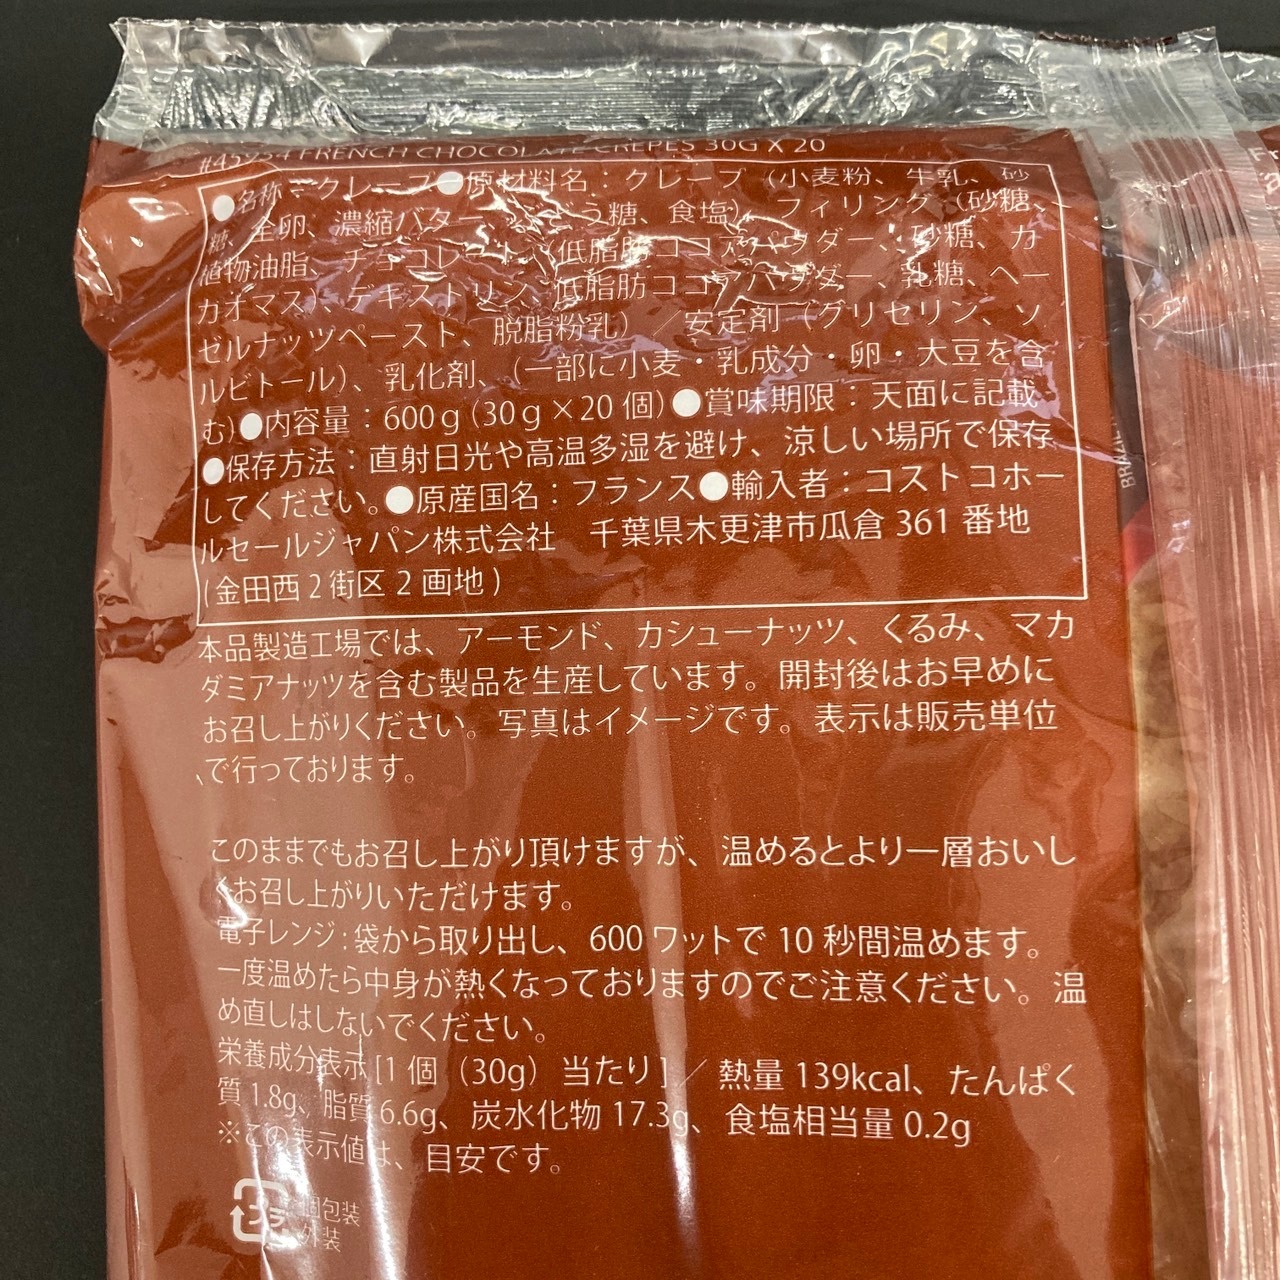 FRENCH CHOCOLATE CREPES 30G X 20
●名称：クレープ●原材料名：クレープ（小麦粉、牛乳、砂
糖、全卵、濃縮バター、ぶどう糖、食塩）、フィリング（砂糖、
植物油脂、チョコレート（低脂肪ココアパウダー、砂糖、カ
カオマス）、デキストリン、低脂肪ココアパウダー、乳糖、ヘー
ゼルナッツペースト、脱脂粉乳）／安定剤（グリセリン、ソ
ルビトール）、乳化剤、（一部に小麦・乳成分・卵・大豆を含
む）●内容量：600g（30g×20個）●賞味期限：天面に記載
●保存方法：直射日光や高温多湿を避け、涼しい場所で保存
してください。●原産国名：フランス●輸入者：コストコホー
ルセールジャパン株式会社　千葉県木更津市瓜倉 361 番地
(金田西 2 街区 2 画地 )
本品製造工場では、アーモンド、カシューナッツ、くるみ、マカ
ダミアナッツを含む製品を生産しています。開封後はお早めに
お召し上がりください。写真はイメージです。表示は販売単位
で行っております。
このままでもお召し上がり頂けますが、温めるとより一層おいし
くお召し上がりいただけます。
電子レンジ : 袋から取り出し、600 ワットで 10 秒間温めます。
一度温めたら中身が熱くなっておりますのでご注意ください。温
め直しはしないでください。
栄養成分表示 [1 個（30g）当たり ]／ 熱量 139kcal、たんぱく
質 1.8g、脂質 6.6g、炭水化物 17.3g、食塩相当量 0.2g
※この表示値は、目安です。
プラ
個包装
外装